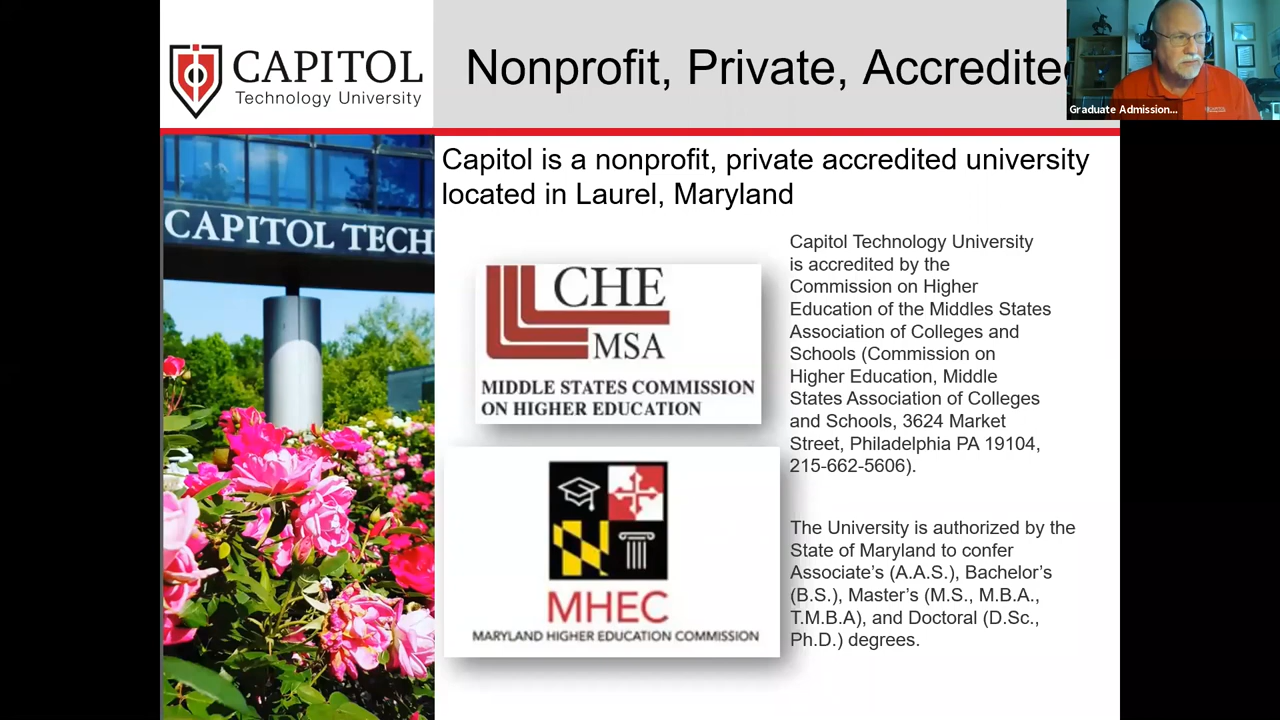 CAPITOL
Technology University
Nonprofit, Private, Accredite
Graduate Admission...
Capitol is a nonprofit, private accredited university
located in Laurel, Maryland
CAPITOL TECH
CHE
MSA
MIDDLE STATES COMMISSION
ON HIGHER EDUCATION
MHEC
MARYLAND HIGHER EDUCATION COMMISSION
Capitol Technology University
is accredited by the
Commission on Higher
Education of the Middles States
Association of Colleges and
Schools (Commission on
Higher Education, Middle
States Association of Colleges
and Schools, 3624 Market
Street, Philadelphia PA 19104,
215-662-5606).
The University is authorized by the
State of Maryland to confer
Associate’s (A.A.S.), Bachelor’s
(B.S.), Master’s (M.S., M.B.A.,
T.M.B.A), and Doctoral (D.Sc.,
Ph.D.) degrees.